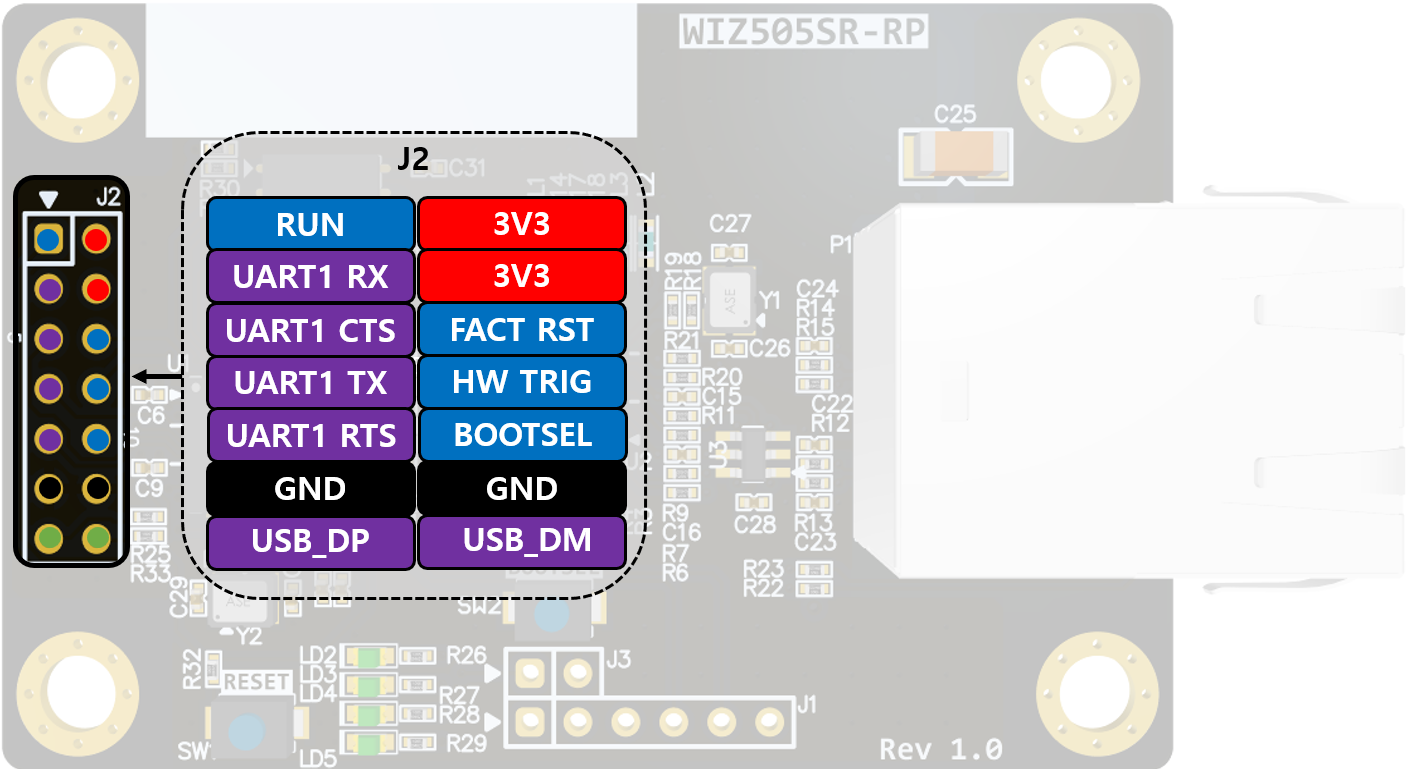 WIZ505SR-RP
C25
J2
C31
R30
J2
RUN 3V3
UART1 RX 3V3
UART1 CTS FACT RST
UART1 TX HW TRIG
UART1 RTS BOOTSEL
GND GND
USB_DP USB_DM
C27
P1
R19
R18
ASE
Y1
C26
C24
R14
R15
R21
R20
C15
R11
C22
R12
U3
C6
C9
C28
R13
C23
R9
C16
R7
R6
R25
R33
R23
R22
C29
ASE
Y2
SW2
R32
RESET
LD2
LD3
LD4
LD5
R26
R27
R28
R29
J3
J1
Rev 1.0